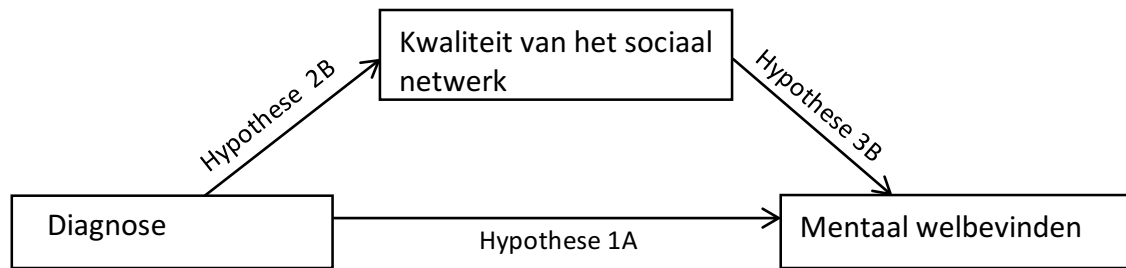 Kwaliteit van het sociaal
netwerk
Hypothese 2B
Hypothese 3B
Diagnose
Hypothese 1A
Mentaal welbevinden